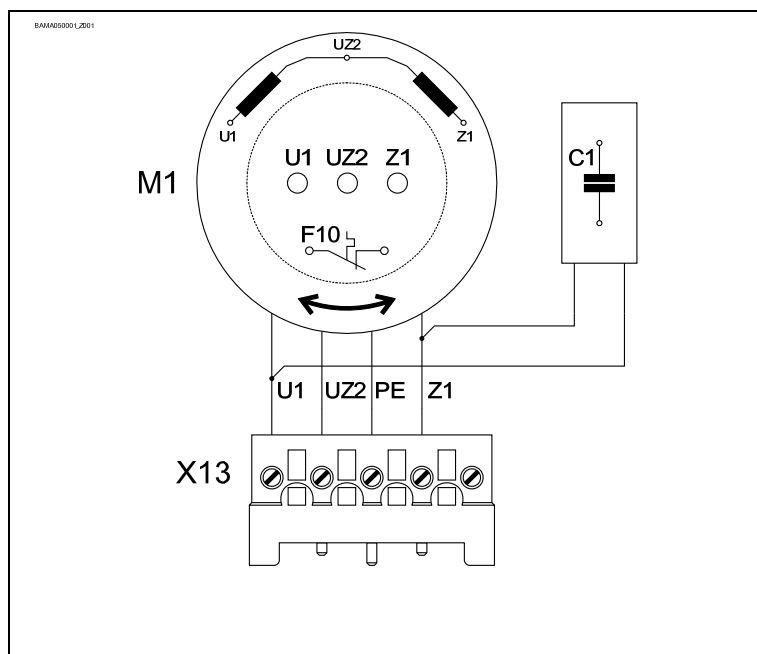 BAMA050001_Z001
UZ2
U1 Z1
U1 UZ2 Z1
M1
C1
F10
U1 UZ2 PE Z1
X13